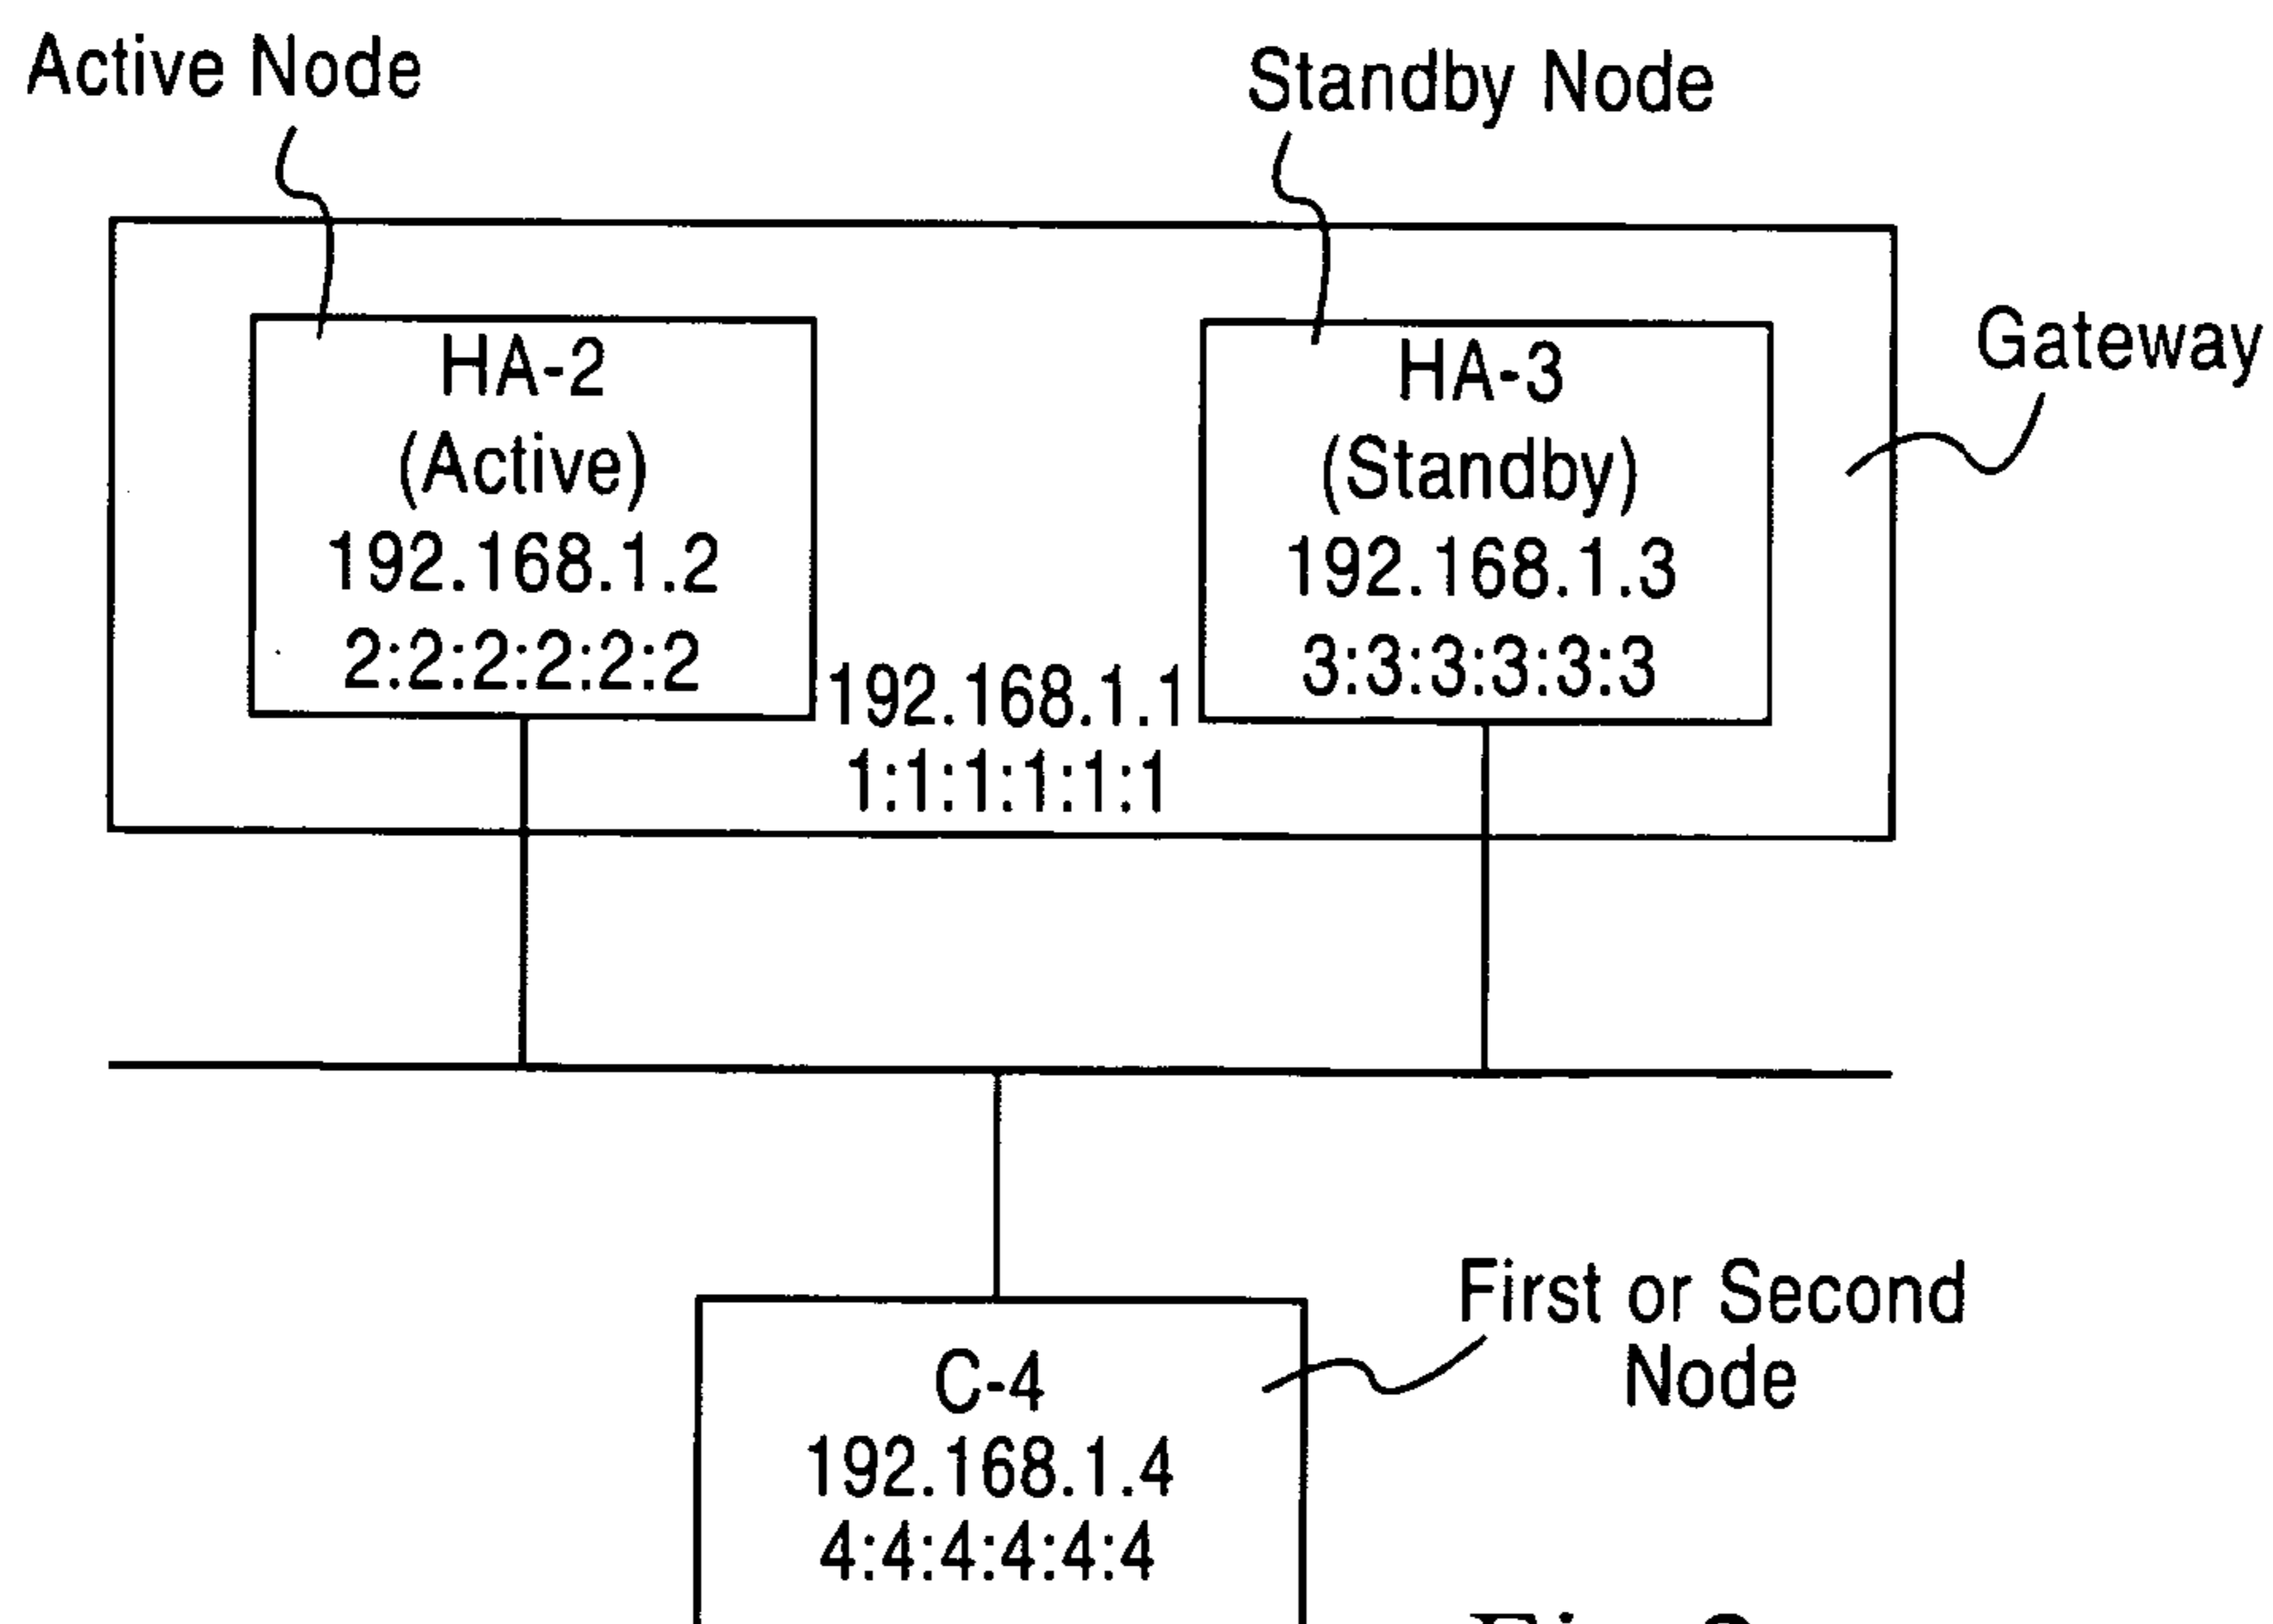 Active Node
Standby Node
Gateway
HA-2
(Active)
192.168.1.2
2:2:2:2:2:2
HA-3
(Standby)
192.168.1.3
3:3:3:3:3:3
192.168.1.1
1:1:1:1:1:1
First or Second
Node
C-4
192.168.1.4
4:4:4:4:4:4